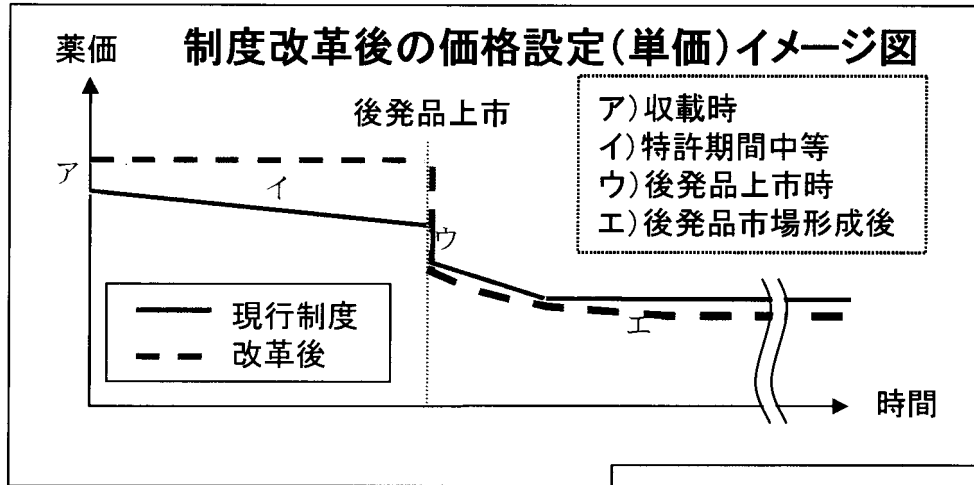 制度改革後の価格設定(単価)イメージ図
薬価
後発品上市
ア)収載時
イ)特許期間中等
ウ)後発品上市時
エ)後発品市場形成後
ア
イ
ウ
エ
現行制度
改革後
時間